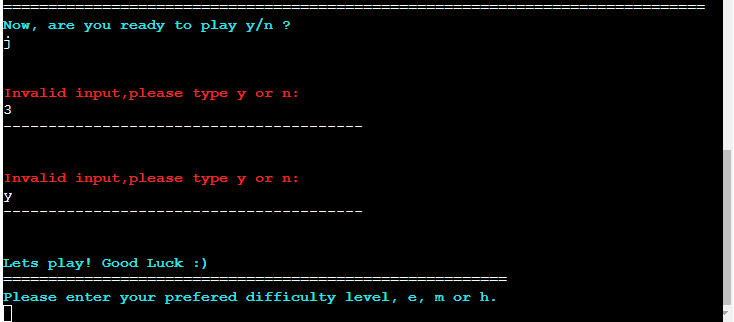 ==============================================================================
Now, are you ready to play y/n ?
j
Invalid input,please type y or n:
3
----------------------------------------
Invalid input,please type y or n:
y
----------------------------------------
Lets play! Good Luck :)
========================================================
Please enter your prefered difficulty level, e, m or h.